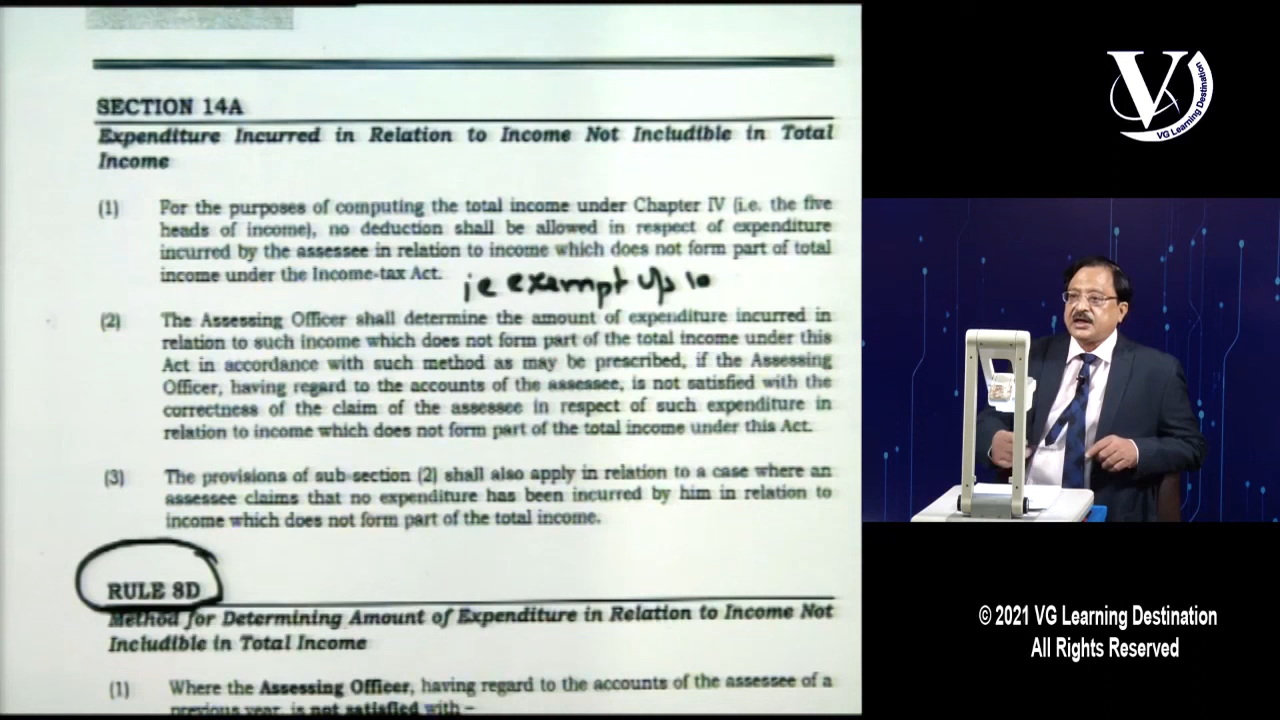 SECTION 14A
Expenditure Incurred in Relation to Income Not Includible in Total
Income
(1) For the purposes of computing the total income under Chapter IV (i.e. the five
heads of income), no deduction shall be allowed in respect of expenditure
incurred by the assessee in relation to income which does not form part of total
income under the Income-tax Act.
ie exempt u/s 10
(2) The Assessing Officer shall determine the amount of expenditure incurred in
relation to such income which does not form part of the total income under this
Act in accordance with such method as may be prescribed, if the Assessing
Officer, having regard to the accounts of the assessee, is not satisfied with the
correctness of the claim of the assessee in respect of such expenditure in
relation to income which does not form part of the total income under this Act.
(3) The provisions of sub section (2) shall also apply in relation to a case where an
assessee claims that no expenditure has been incurred by him in relation to
income which does not form part of the total income.
RULE 8D
Method for Determining Amount of Expenditure in Relation to Income Not
Includible in Total Income
(1) Where the Assessing Officer, having regard to the accounts of the assessee of a
previous year, is not satisfied with –
V
VG Learning Destination
© 2021 VG Learning Destination
All Rights Reserved